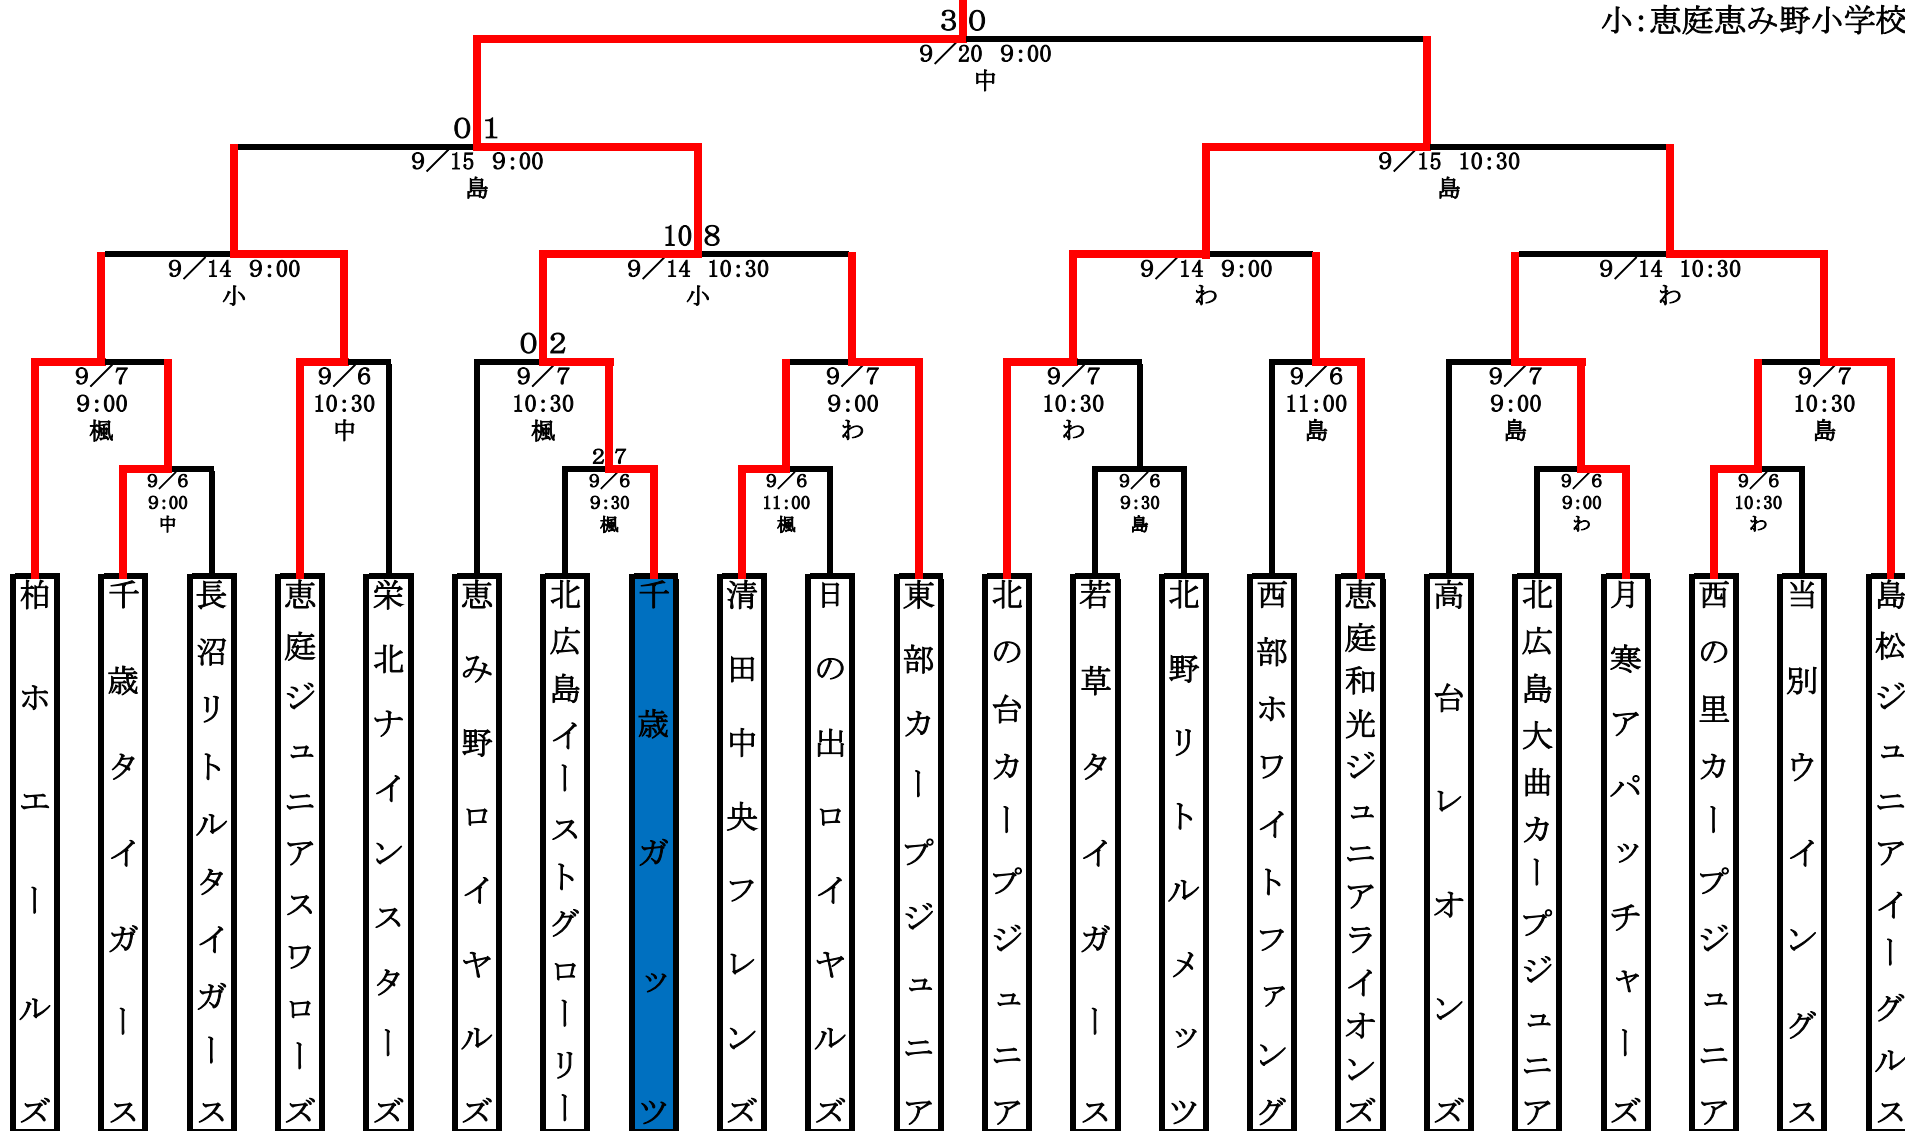 小:恵庭恵み野小学校
3 0
9／20 9:00
中
0 1
9／15 9:00
島
9／15 10:30
島
9／14 9:00
小
10 8
9／14 10:30
小
9／14 9:00
わ
9／14 10:30
わ
9／7
9:00
楓
9／6
10:30
中
0 2
9／7
10:30
楓
9／7
9:00
わ
9／7
10:30
わ
9／6
11:00
島
9／7
9:00
島
9／7
10:30
島
9／6
9:00
中
2 7
9／6
9:30
楓
9／6
11:00
楓
9／6
9:30
島
9／6
9:00
わ
9／6
10:30
わ
柏ホエールズ
千歳タイガース
長沼リトルタイガース
恵庭ジュニアスワローズ
栄北ナインスターズ
恵み野ロイヤルズ
北広島イーストグローリー
千歳ガッツ
清田中央フレンズ
日の出ロイヤルズ
東部カープジュニア
北の台カープジュニア
若草タイガース
北野リトルメッツ
西部ホワイトファング
恵庭和光ジュニアライオンズ
高台レオンズ
北広島大曲カープジュニア
月寒アパッチャーズ
西の里カープジュニア
当別ウイングス
島松ジュニアイーグルス